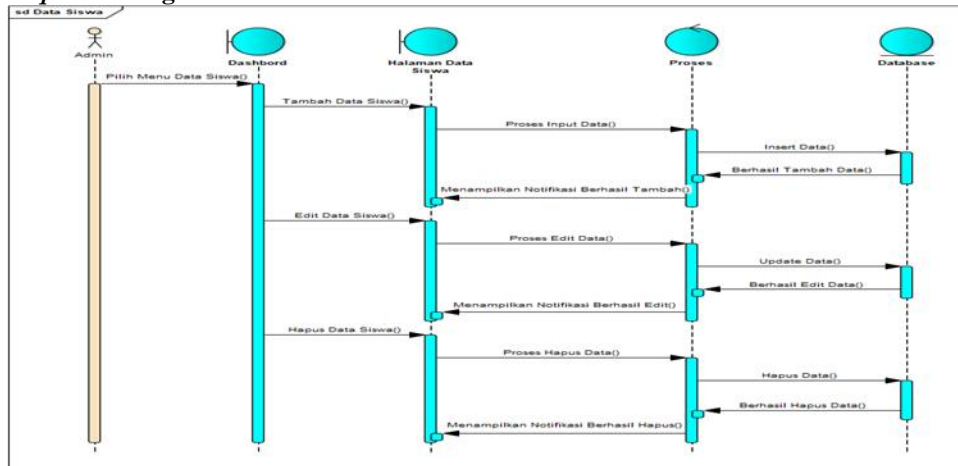 sd Data Siswa
Admin
Dashbord
Halaman Data
Siswa
Proses
Database
Pilih Menu Data Siswa()
Tambah Data Siswa()
Proses Input Data()
Insert Data()
Berhasil Tambah Data()
Menampilkan Notifikasi Berhasil Tambah()
Edit Data Siswa()
Proses Edit Data()
Update Data()
Berhasil Edit Data()
Menampilkan Notifikasi Berhasil Edit()
Hapus Data Siswa()
Proses Hapus Data()
Hapus Data()
Berhasil Hapus Data()
Menampilkan Notifikasi Berhasil Hapus()